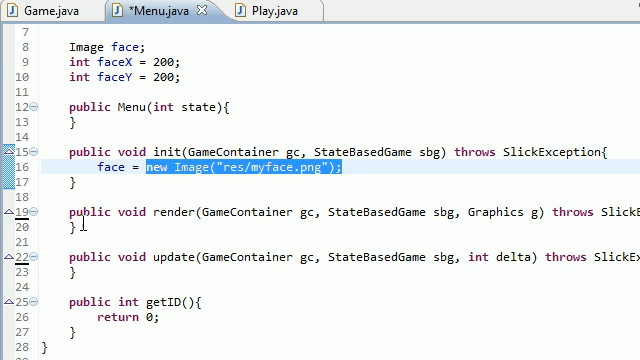 Game.java *Menu.java Play.java
7
8 Image face;
9 int faceX = 200;
10 int faceY = 200;
11
12 public Menu(int state){
13 }
14
15 public void init(GameContainer gc, StateBasedGame sbg) throws SlickException{
16 face = new Image("res/myface.png");
17 }
18
19 public void render(GameContainer gc, StateBasedGame sbg, Graphics g) throws SlickE
20 }
21
22 public void update(GameContainer gc, StateBasedGame sbg, int delta) throws SlickEx
23 }
24
25 public int getID(){
26 return 0;
27 }
28 }